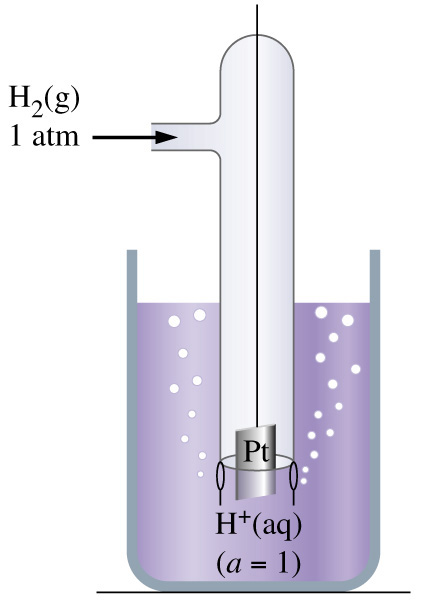 H₂(g)
1 atm
Pt
H⁺(aq)
(a = 1)